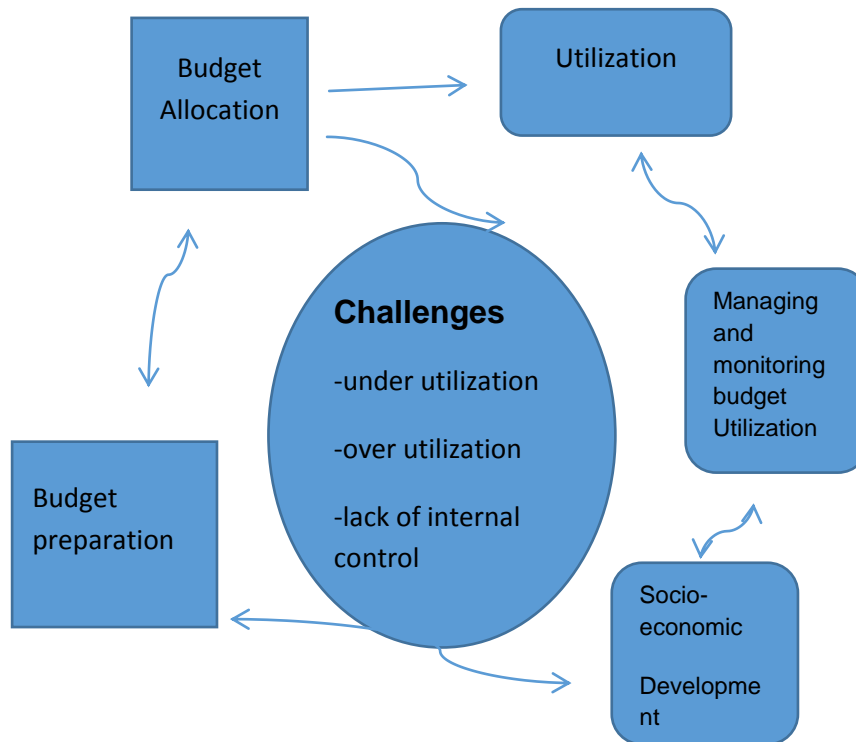 Budget
Allocation
Utilization
Challenges
-under utilization
-over utilization
-lack of internal
control
Managing
and
monitoring
budget
Utilization
Budget
preparation
Socio-
economic
Developme
nt